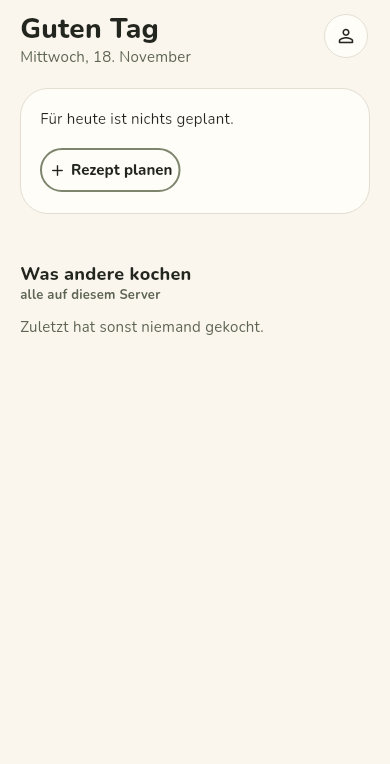 Guten Tag
Mittwoch, 18. November
Für heute ist nichts geplant.
+ Rezept planen
Was andere kochen
alle auf diesem Server
Zuletzt hat sonst niemand gekocht.